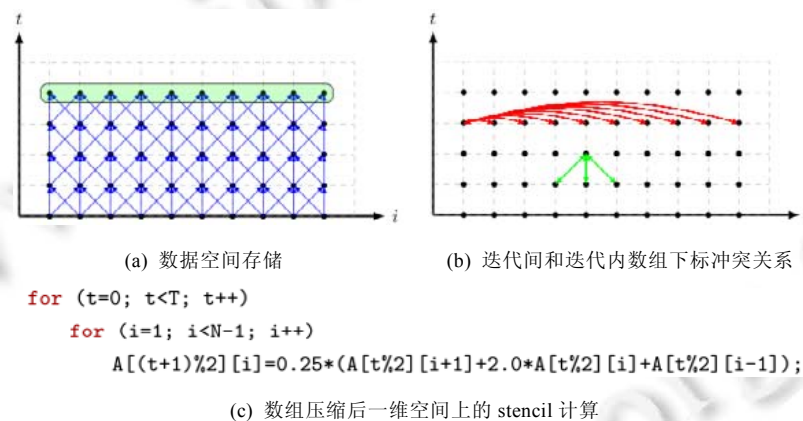 t
t
i
(a) 数据空间存储
(b) 迭代间和迭代内数组下标冲突关系
for (t=0; t<T; t++)
for (i=1; i<N-1; i++)
A[(t+1)%2][i]=0.25*(A[t%2][i+1]+2.0*A[t%2][i]+A[t%2][i-1]);
(c) 数组压缩后一维空间上的 stencil 计算